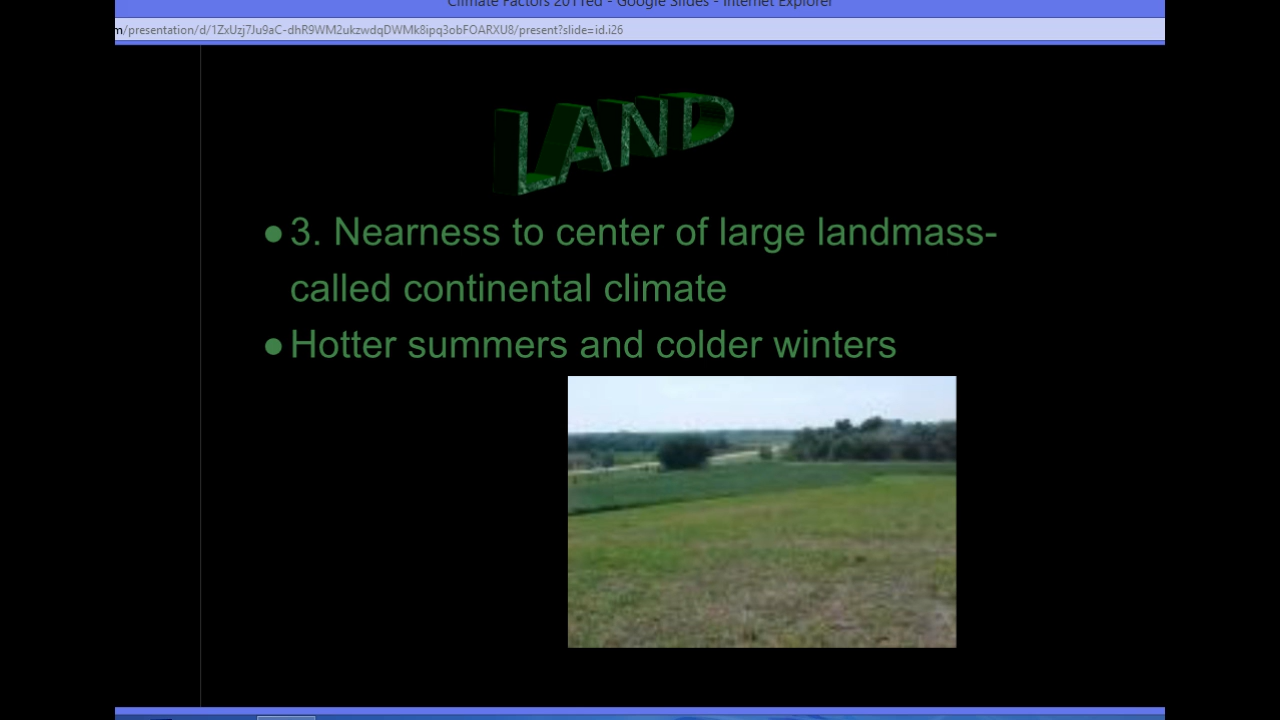 Climate Factors 2011red - Google Slides - Internet Explorer
m/presentation/d/1ZxUzj7Ju9aC-dhR9WM2ukzwdqDWMk8ipq3obFOARXU8/present?slide=id.i26
LAND
●3. Nearness to center of large landmass-
called continental climate
●Hotter summers and colder winters